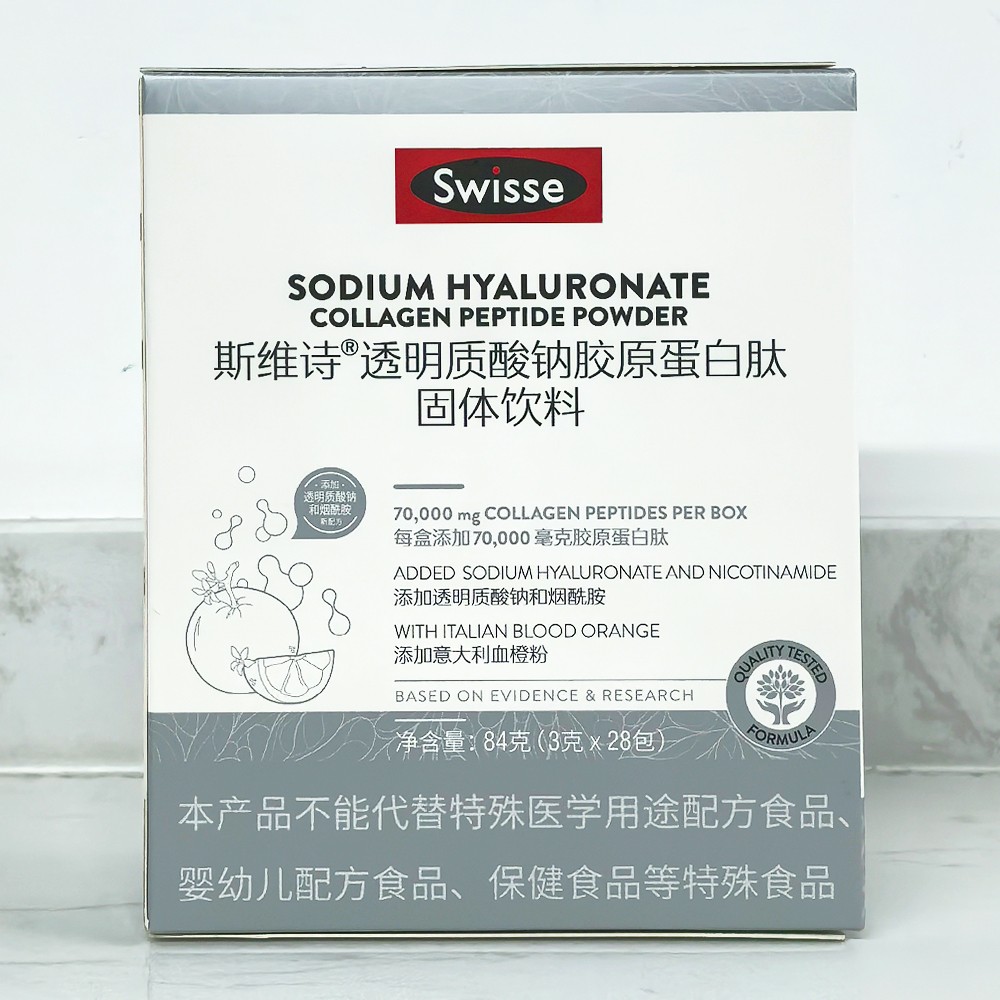 Swisse
SODIUM HYALURONATE
COLLAGEN PEPTIDE POWDER
斯维诗®透明质酸钠胶原蛋白肽
固体饮料
·添加·
透明质酸钠
和烟酰胺
新配方
70,000 mg COLLAGEN PEPTIDES PER BOX
每盒添加70,000毫克胶原蛋白肽
ADDED SODIUM HYALURONATE AND NICOTINAMIDE
添加透明质酸钠和烟酰胺
WITH ITALIAN BLOOD ORANGE
添加意大利血橙粉
BASED ON EVIDENCE & RESEARCH
QUALITY TESTED
FORMULA
净含量:84克(3克x28包)
本产品不能代替特殊医学用途配方食品、
婴幼儿配方食品、保健食品等特殊食品